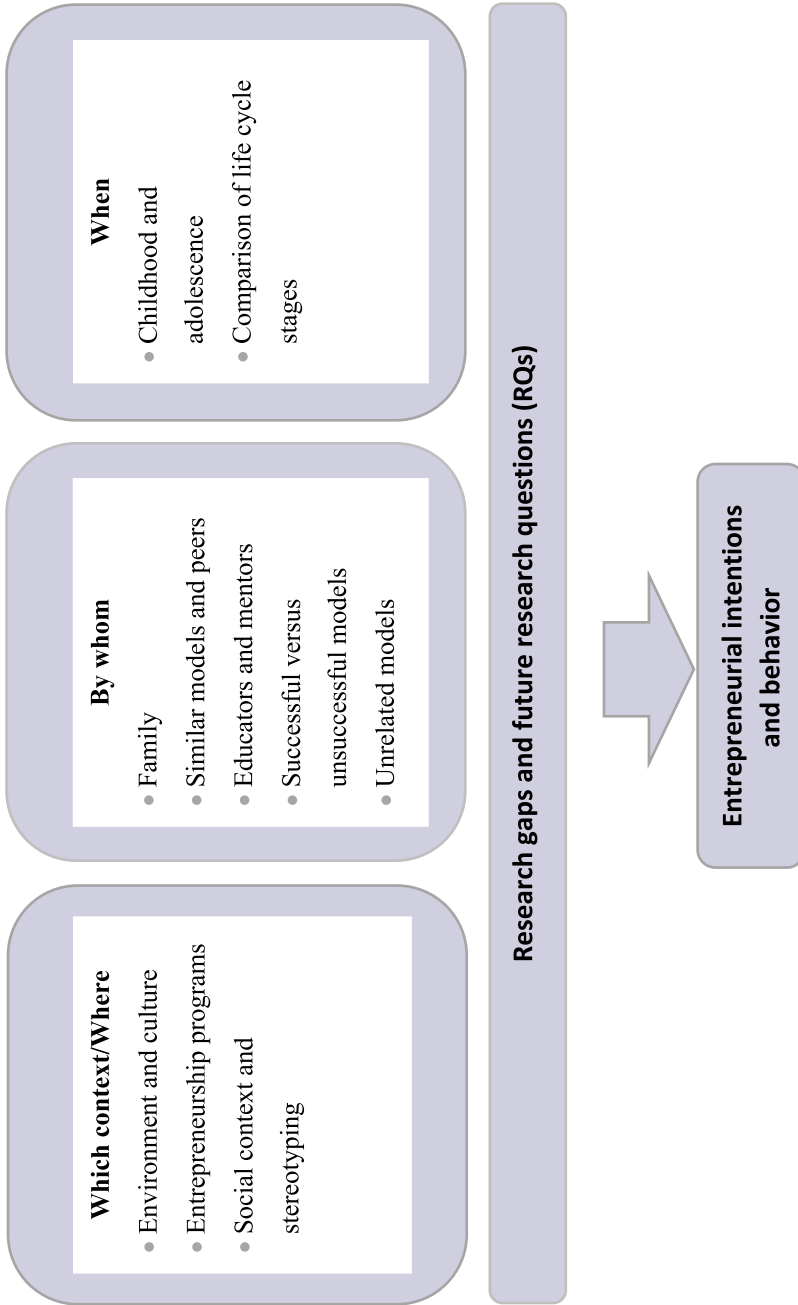 Which context/Where
• Environment and culture
• Entrepreneurship programs
• Social context and
stereotyping
By whom
• Family
• Similar models and peers
• Educators and mentors
• Successful versus
unsuccessful models
• Unrelated models
When
• Childhood and
adolescence
• Comparison of life cycle
stages
Research gaps and future research questions (RQs)
Entrepreneurial intentions
and behavior